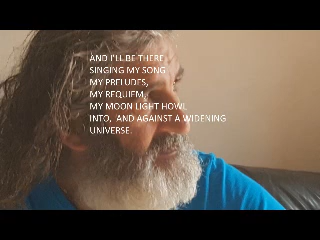 AND I'LL BE THERE
SINGING MY SONG
MY PRELUDES,
MY REQUIEM,
MY MOON LIGHT HOWL
INTO, AND AGAINST A WIDENING
UNIVERSE.